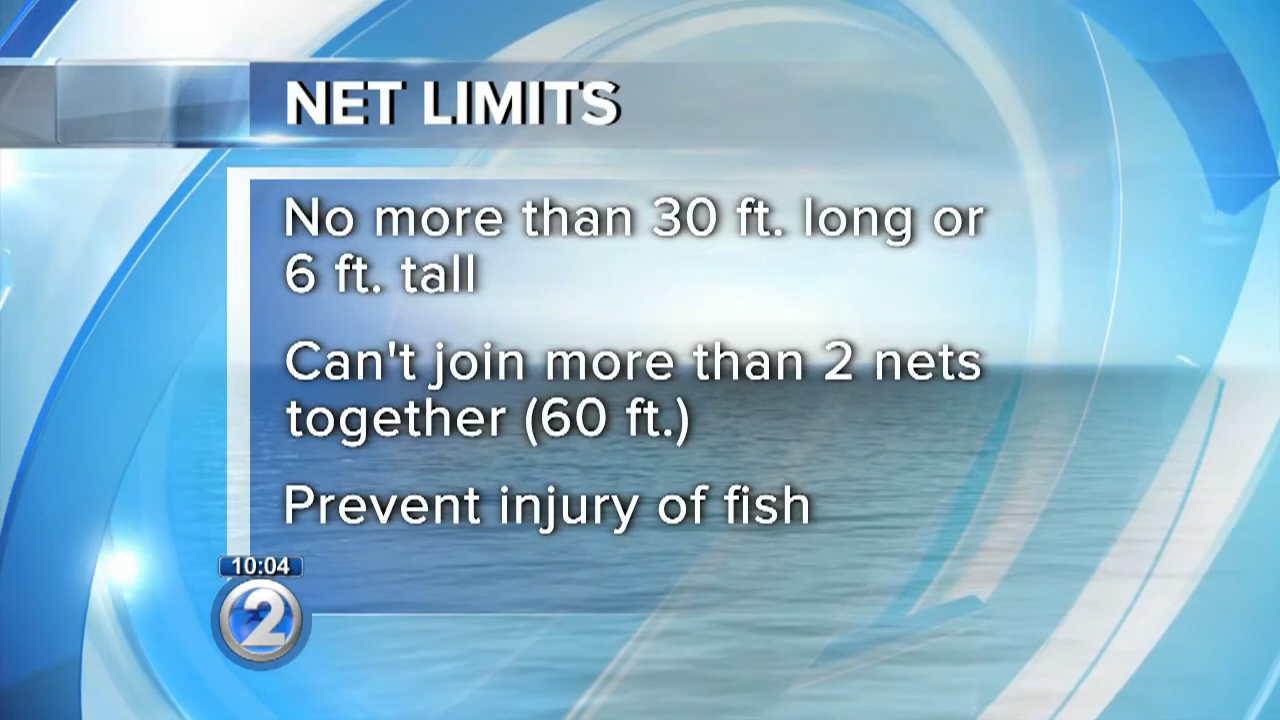 NET LIMITS
No more than 30 ft. long or
6 ft. tall
Can't join more than 2 nets
together (60 ft.)
Prevent injury of fish
10:04
2